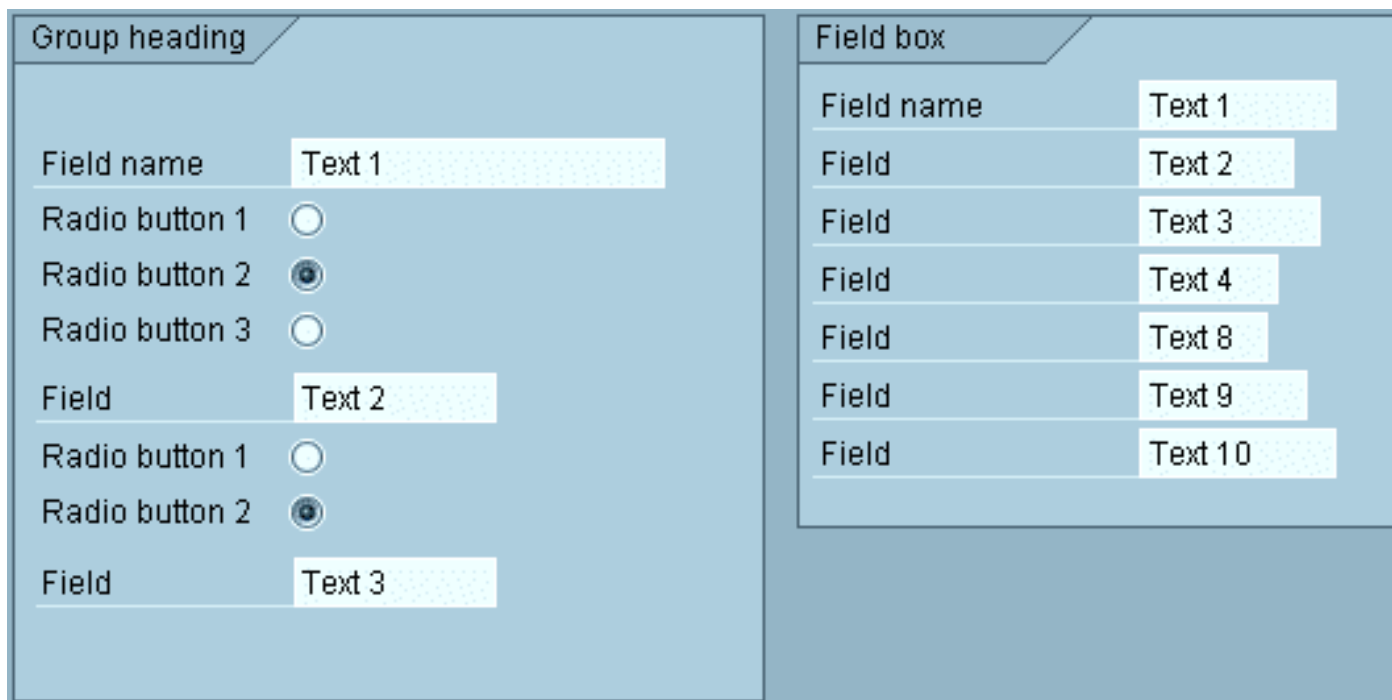 Group heading
Field name Text 1
Radio button 1
Radio button 2
Radio button 3
Field Text 2
Radio button 1
Radio button 2
Field Text 3
Field box
Field name Text 1
Field Text 2
Field Text 3
Field Text 4
Field Text 8
Field Text 9
Field Text 10